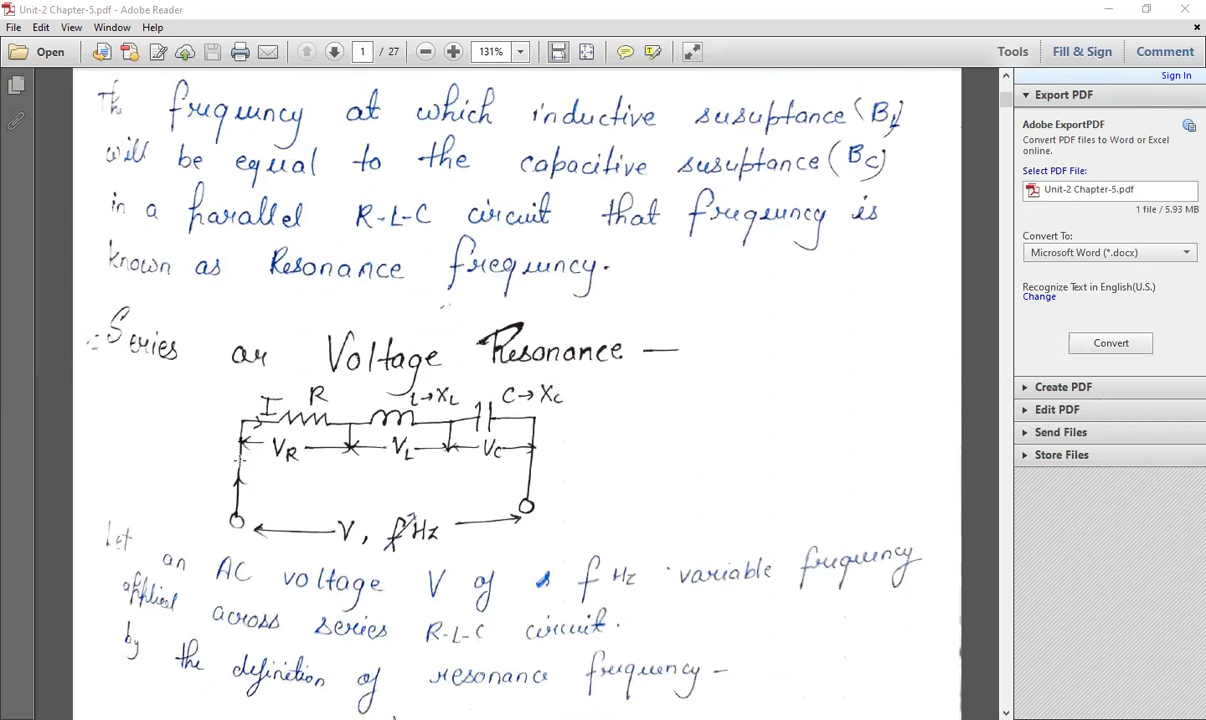 Unit-2 Chapter-5.pdf - Adobe Reader
File Edit View Window Help
Open 1 / 27 131% Tools Fill & Sign Comment
Sign In
Export PDF
Adobe ExportPDF
Convert PDF files to Word or Excel
online.
Select PDF File:
Unit-2 Chapter-5.pdf
1 file / 5.93 MB
Convert To:
Microsoft Word (*.docx)
Recognize Text in English(U.S.)
Change
Convert
Create PDF
Edit PDF
Send Files
Store Files
Th frequency at which inductive susuptance (BL)
will be equal to the capacitive susuptance (BC)
in a parallel R-L-C circuit that frequency is
known as Resonance frequency.
Series or Voltage Resonance —
I R L→XL C→XC
VR VL VC
V, f Hz
Let an AC voltage V of f Hz variable frequency
applied across series R-L-C circuit.
by the definition of resonance frequency –